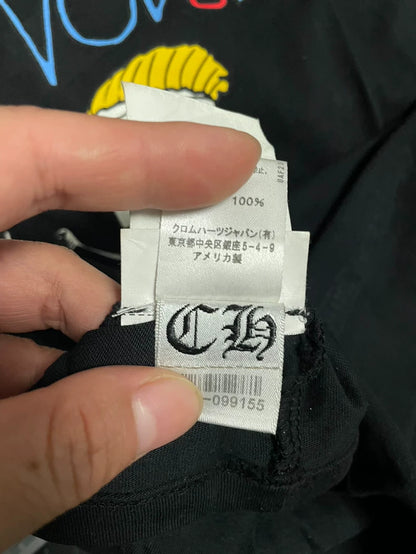 100%
クロムハーツジャパン(有)
東京都中央区銀座5-4-9
アメリカ製
CH
-099155